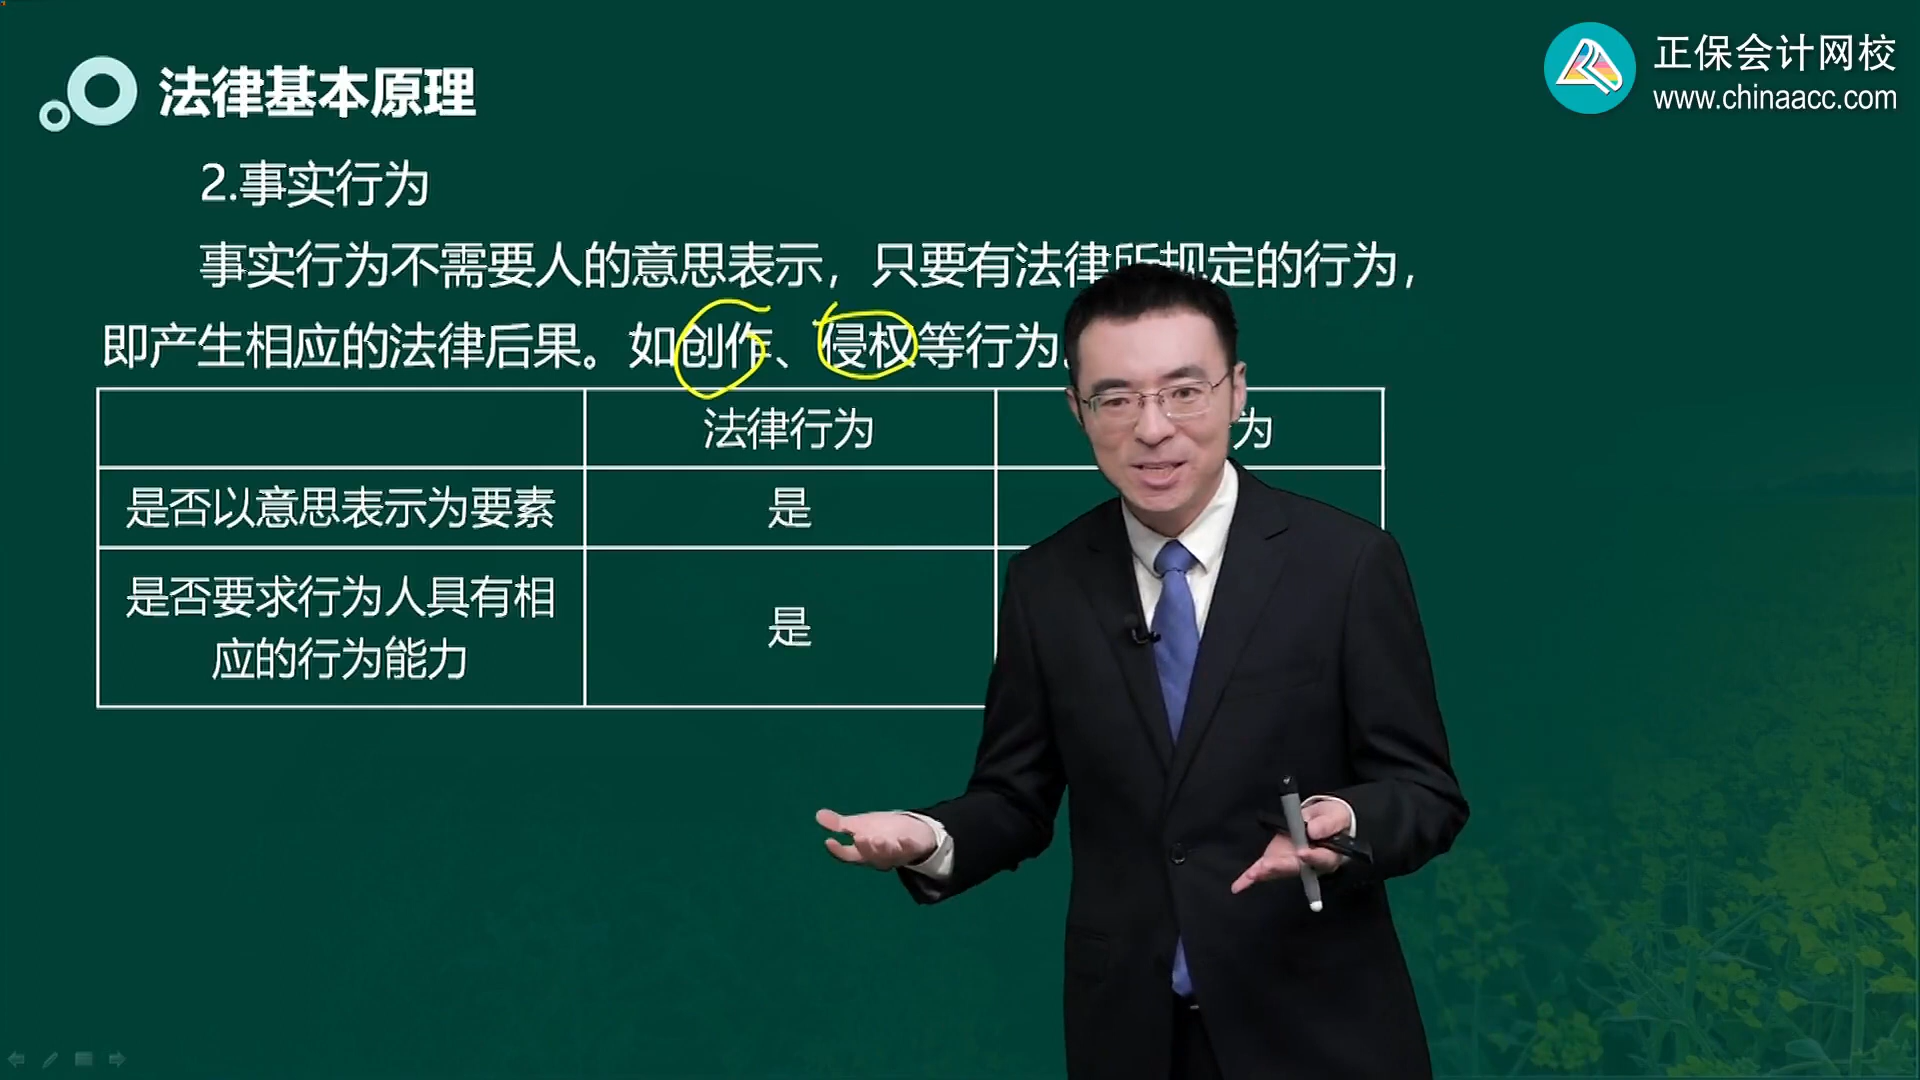 正保会计网校
www.chinaacc.com
法律基本原理
2.事实行为
事实行为不需要人的意思表示，只要有法律所规定的行为，
即产生相应的法律后果。如创作、侵权等行为。
法律行为
为
是否以意思表示为要素
是
是否要求行为人具有相
应的行为能力
是